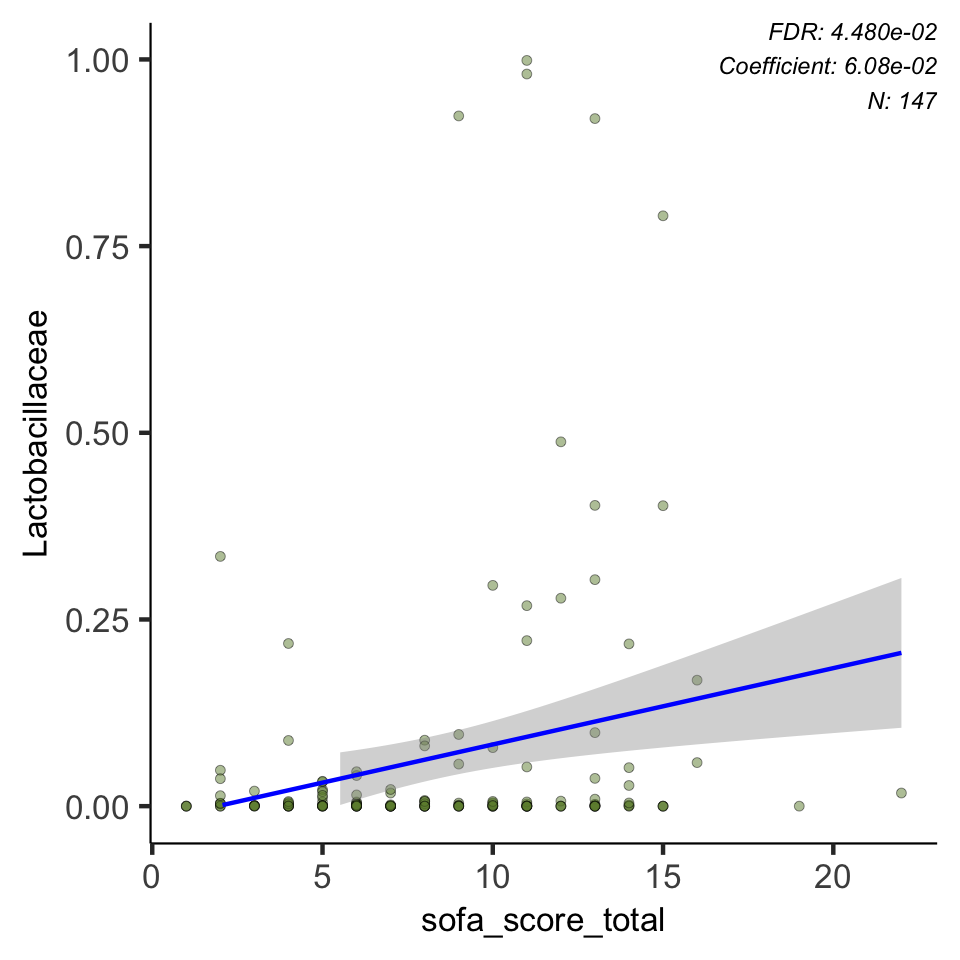 FDR: 4.480e-02
Coefficient: 6.08e-02
N: 147
Lactobacillaceae
1.00
0.75
0.50
0.25
0.00
0 5 10 15 20
sofa_score_total